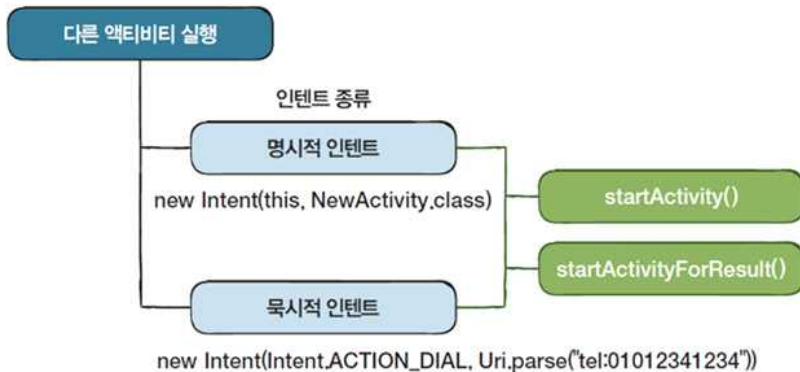 다른 액티비티 실행
인텐트 종류
명시적 인텐트
new Intent(this, NewActivity.class)
startActivity()
startActivityForResult()
묵시적 인텐트
new Intent(Intent.ACTION_DIAL, Uri.parse("tel:01012341234"))